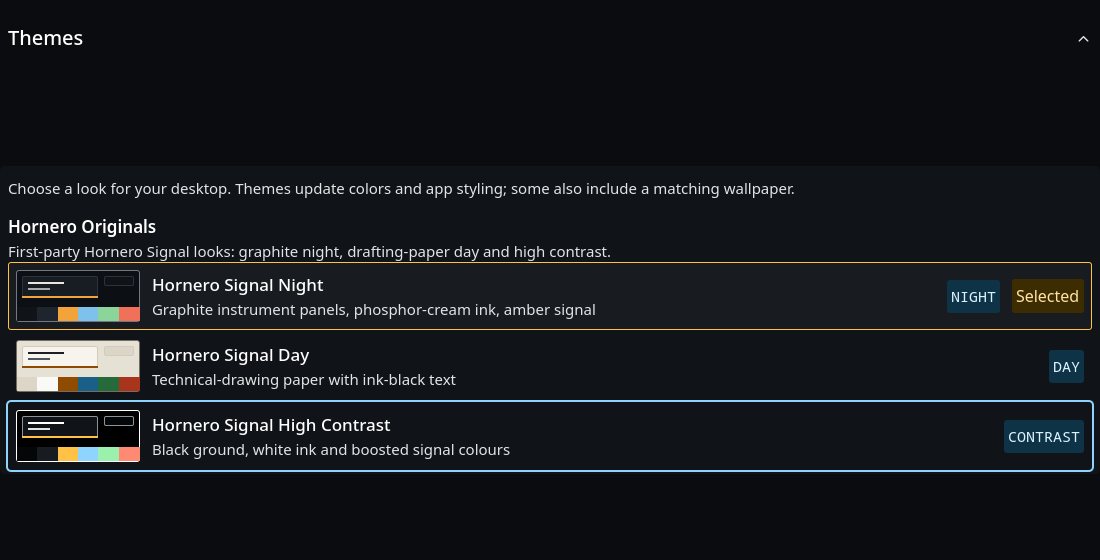 Themes
Choose a look for your desktop. Themes update colors and app styling; some also include a matching wallpaper.
Hornero Originals
First-party Hornero Signal looks: graphite night, drafting-paper day and high contrast.
Hornero Signal Night
Graphite instrument panels, phosphor-cream ink, amber signal
NIGHT
Selected
Hornero Signal Day
Technical-drawing paper with ink-black text
DAY
Hornero Signal High Contrast
Black ground, white ink and boosted signal colours
CONTRAST